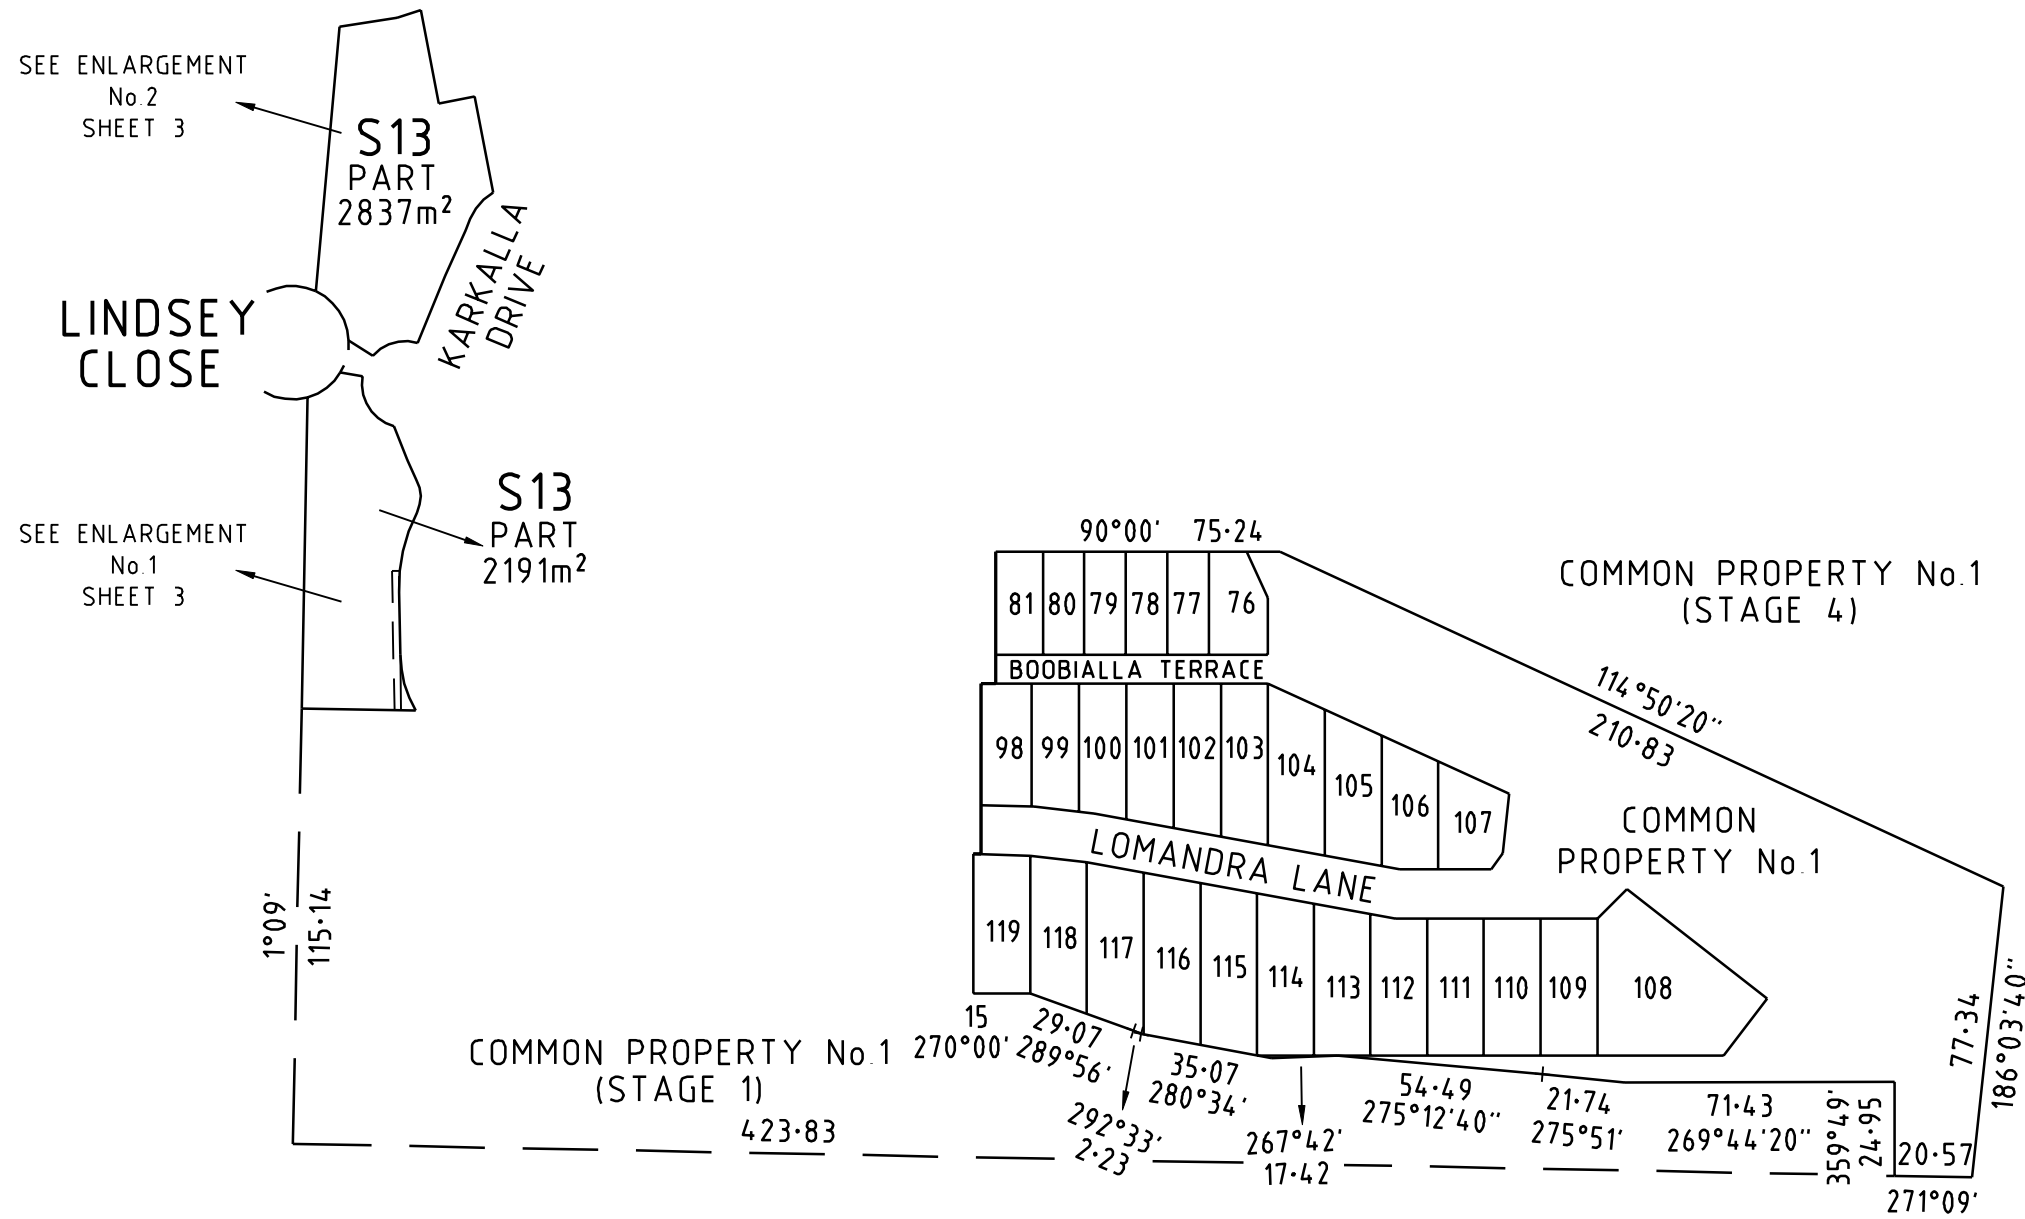 SEE ENLARGEMENT
No.2
SHEET 3
S13
PART
2837m²
KARKALLA
DRIVE
LINDSEY
CLOSE
S13
PART
2191m²
SEE ENLARGEMENT
No.1
SHEET 3
90°00' 75·24
COMMON PROPERTY No.1
(STAGE 4)
81 80 79 78 77 76
BOOBIALLA TERRACE
114°50'20"
210·83
98 99 100 101 102 103 104 105 106 107
COMMON
PROPERTY No.1
LOMANDRA LANE
119 118 117 116 115 114 113 112 111 110 109 108
1°09'
115·14
77·34
186°03'40"
15
270°00'
29·07
289°56'
COMMON PROPERTY No.1
(STAGE 1)
35·07
280°34'
292°33'
2·23
267°42'
17·42
54·49
275°12'40"
21·74
275°51'
71·43
269°44'20"
359°49'
24·95
20·57
271°09'
423·83